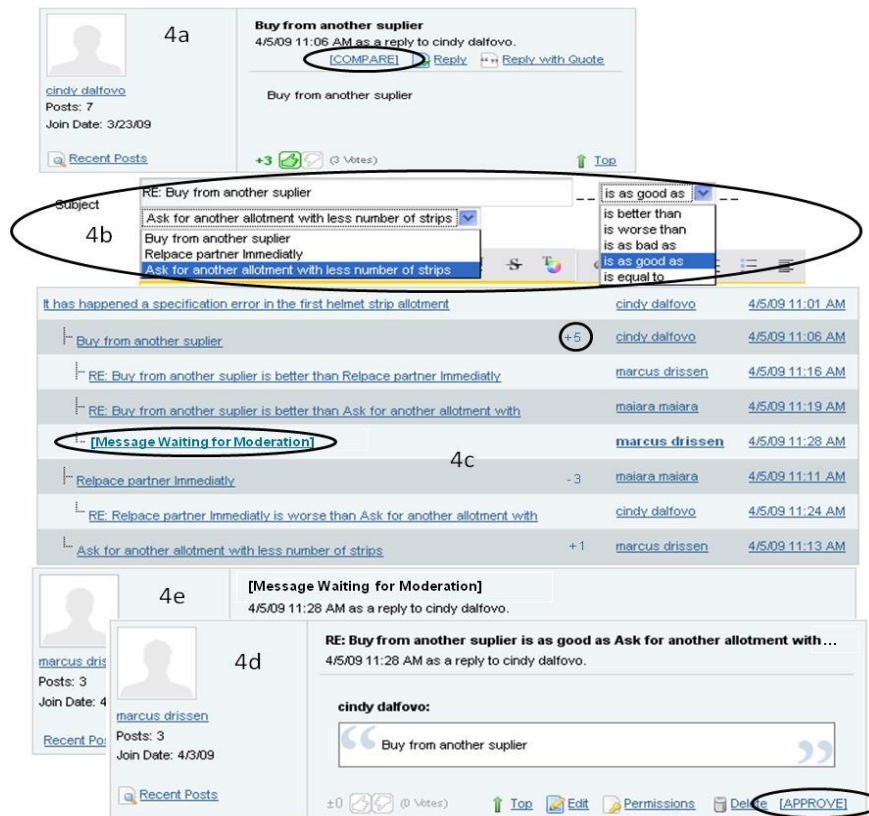 4a
Buy from another suplier
4/5/09 11:06 AM as a reply to cindy dalfovo.
[COMPARE] Reply Reply with Quote
cindy dalfovo
Posts: 7
Join Date: 3/23/09
Buy from another suplier
Recent Posts
+3 (3 Votes) Top
4b
Subject
RE: Buy from another suplier -- is as good as --
Ask for another allotment with less number of strips
Buy from another suplier
Relpace partner Immediatly
Ask for another allotment with less number of strips
is better than
is worse than
is as bad as
is as good as
is equal to
4c
It has happened a specification error in the first helmet strip allotment cindy dalfovo 4/5/09 11:01 AM
Buy from another suplier +5 cindy dalfovo 4/5/09 11:06 AM
RE: Buy from another suplier is better than Relpace partner Immediatly marcus drissen 4/5/09 11:16 AM
RE: Buy from another suplier is better than Ask for another allotment with maiara maiara 4/5/09 11:19 AM
[Message Waiting for Moderation] marcus drissen 4/5/09 11:28 AM
Relpace partner Immediatly - 3 maiara maiara 4/5/09 11:11 AM
RE: Relpace partner Immediatly is worse than Ask for another allotment with cindy dalfovo 4/5/09 11:24 AM
Ask for another allotment with less number of strips +1 marcus drissen 4/5/09 11:13 AM
4e
[Message Waiting for Moderation]
4/5/09 11:28 AM as a reply to cindy dalfovo.
marcus dris
Posts: 3
Join Date: 4
Recent Po
4d
RE: Buy from another suplier is as good as Ask for another allotment with...
4/5/09 11:28 AM as a reply to cindy dalfovo.
marcus drissen
Posts: 3
Join Date: 4/3/09
Recent Posts
cindy dalfovo:
Buy from another suplier
±0 (0 Votes) Top Edit Permissions Delete [APPROVE]